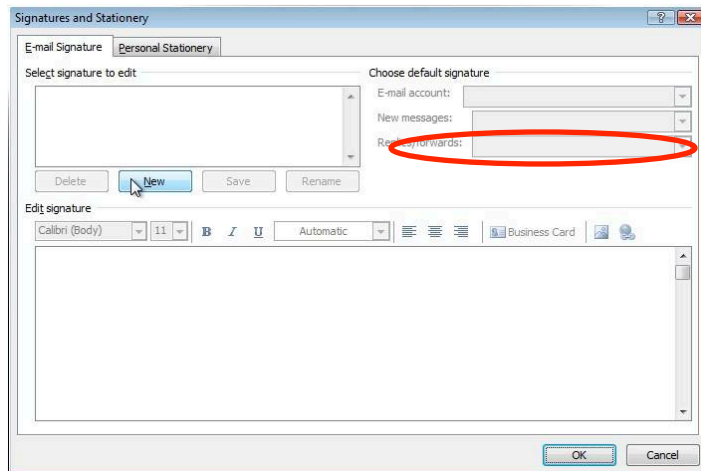 Signatures and Stationery
E-mail Signature Personal Stationery
Select signature to edit
Choose default signature
E-mail account:
New messages:
Replies/forwards:
Delete New Save Rename
Edit signature
Calibri (Body) 11 B I U Automatic Business Card
OK Cancel